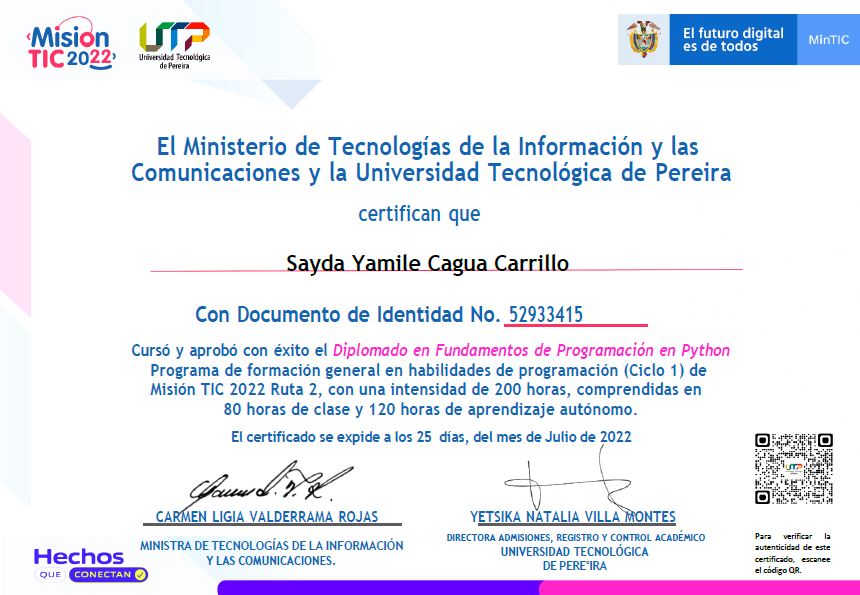 Misión
TIC 2022
UTP
Universidad Tecnológica
de Pereira
El futuro digital
es de todos
MinTIC
El Ministerio de Tecnologías de la Información y las
Comunicaciones y la Universidad Tecnológica de Pereira
certifican que
Sayda Yamile Cagua Carrillo
Con Documento de Identidad No. 52933415
Cursó y aprobó con éxito el Diplomado en Fundamentos de Programación en Python
Programa de formación general en habilidades de programación (Ciclo 1) de
Misión TIC 2022 Ruta 2, con una intensidad de 200 horas, comprendidas en
80 horas de clase y 120 horas de aprendizaje autónomo.
El certificado se expide a los 25 días, del mes de Julio de 2022
CARMEN LIGIA VALDERRAMA ROJAS
MINISTRA DE TECNOLOGÍAS DE LA INFORMACIÓN
Y LAS COMUNICACIONES.
YETSIKA NATALIA VILLA MONTES
DIRECTORA ADMISIONES, REGISTRO Y CONTROL ACADÉMICO
UNIVERSIDAD TECNOLÓGICA
DE PERE'IRA
UTP
Para verificar la
autenticidad de este
certificado, escanee
el código QR.
Hechos
QUE CONECTAN